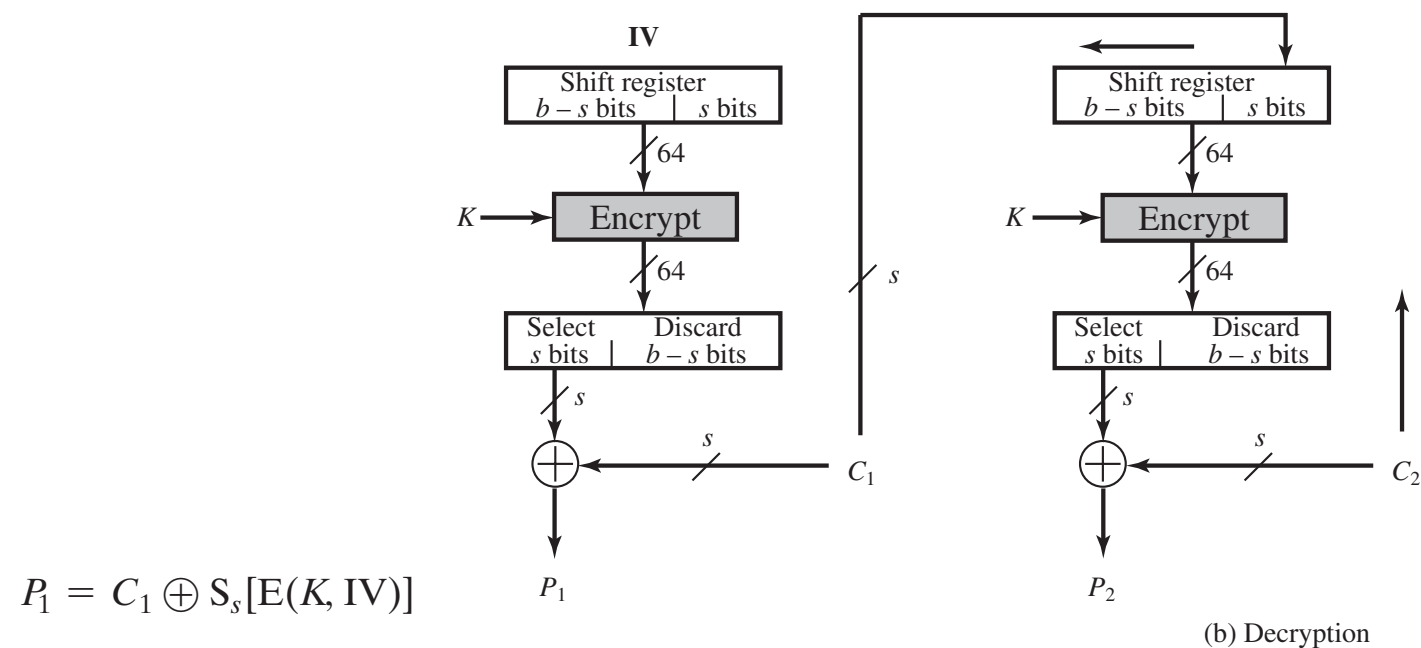 IV
Shift register
b – s bits | s bits
64
K
Encrypt
64
Select Discard
s bits | b – s bits
s
s
C₁
P₁
s
Shift register
b – s bits | s bits
64
K
Encrypt
64
Select Discard
s bits | b – s bits
s
s
C₂
P₂
P₁ = C₁ ⊕ Sₛ[E(K, IV)]
(b) Decryption